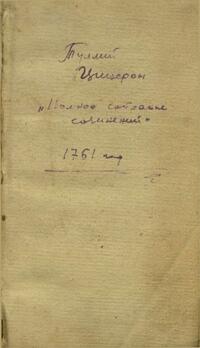 Туллий
Цицерон
„Полное собрание
сочинений"
1761 год